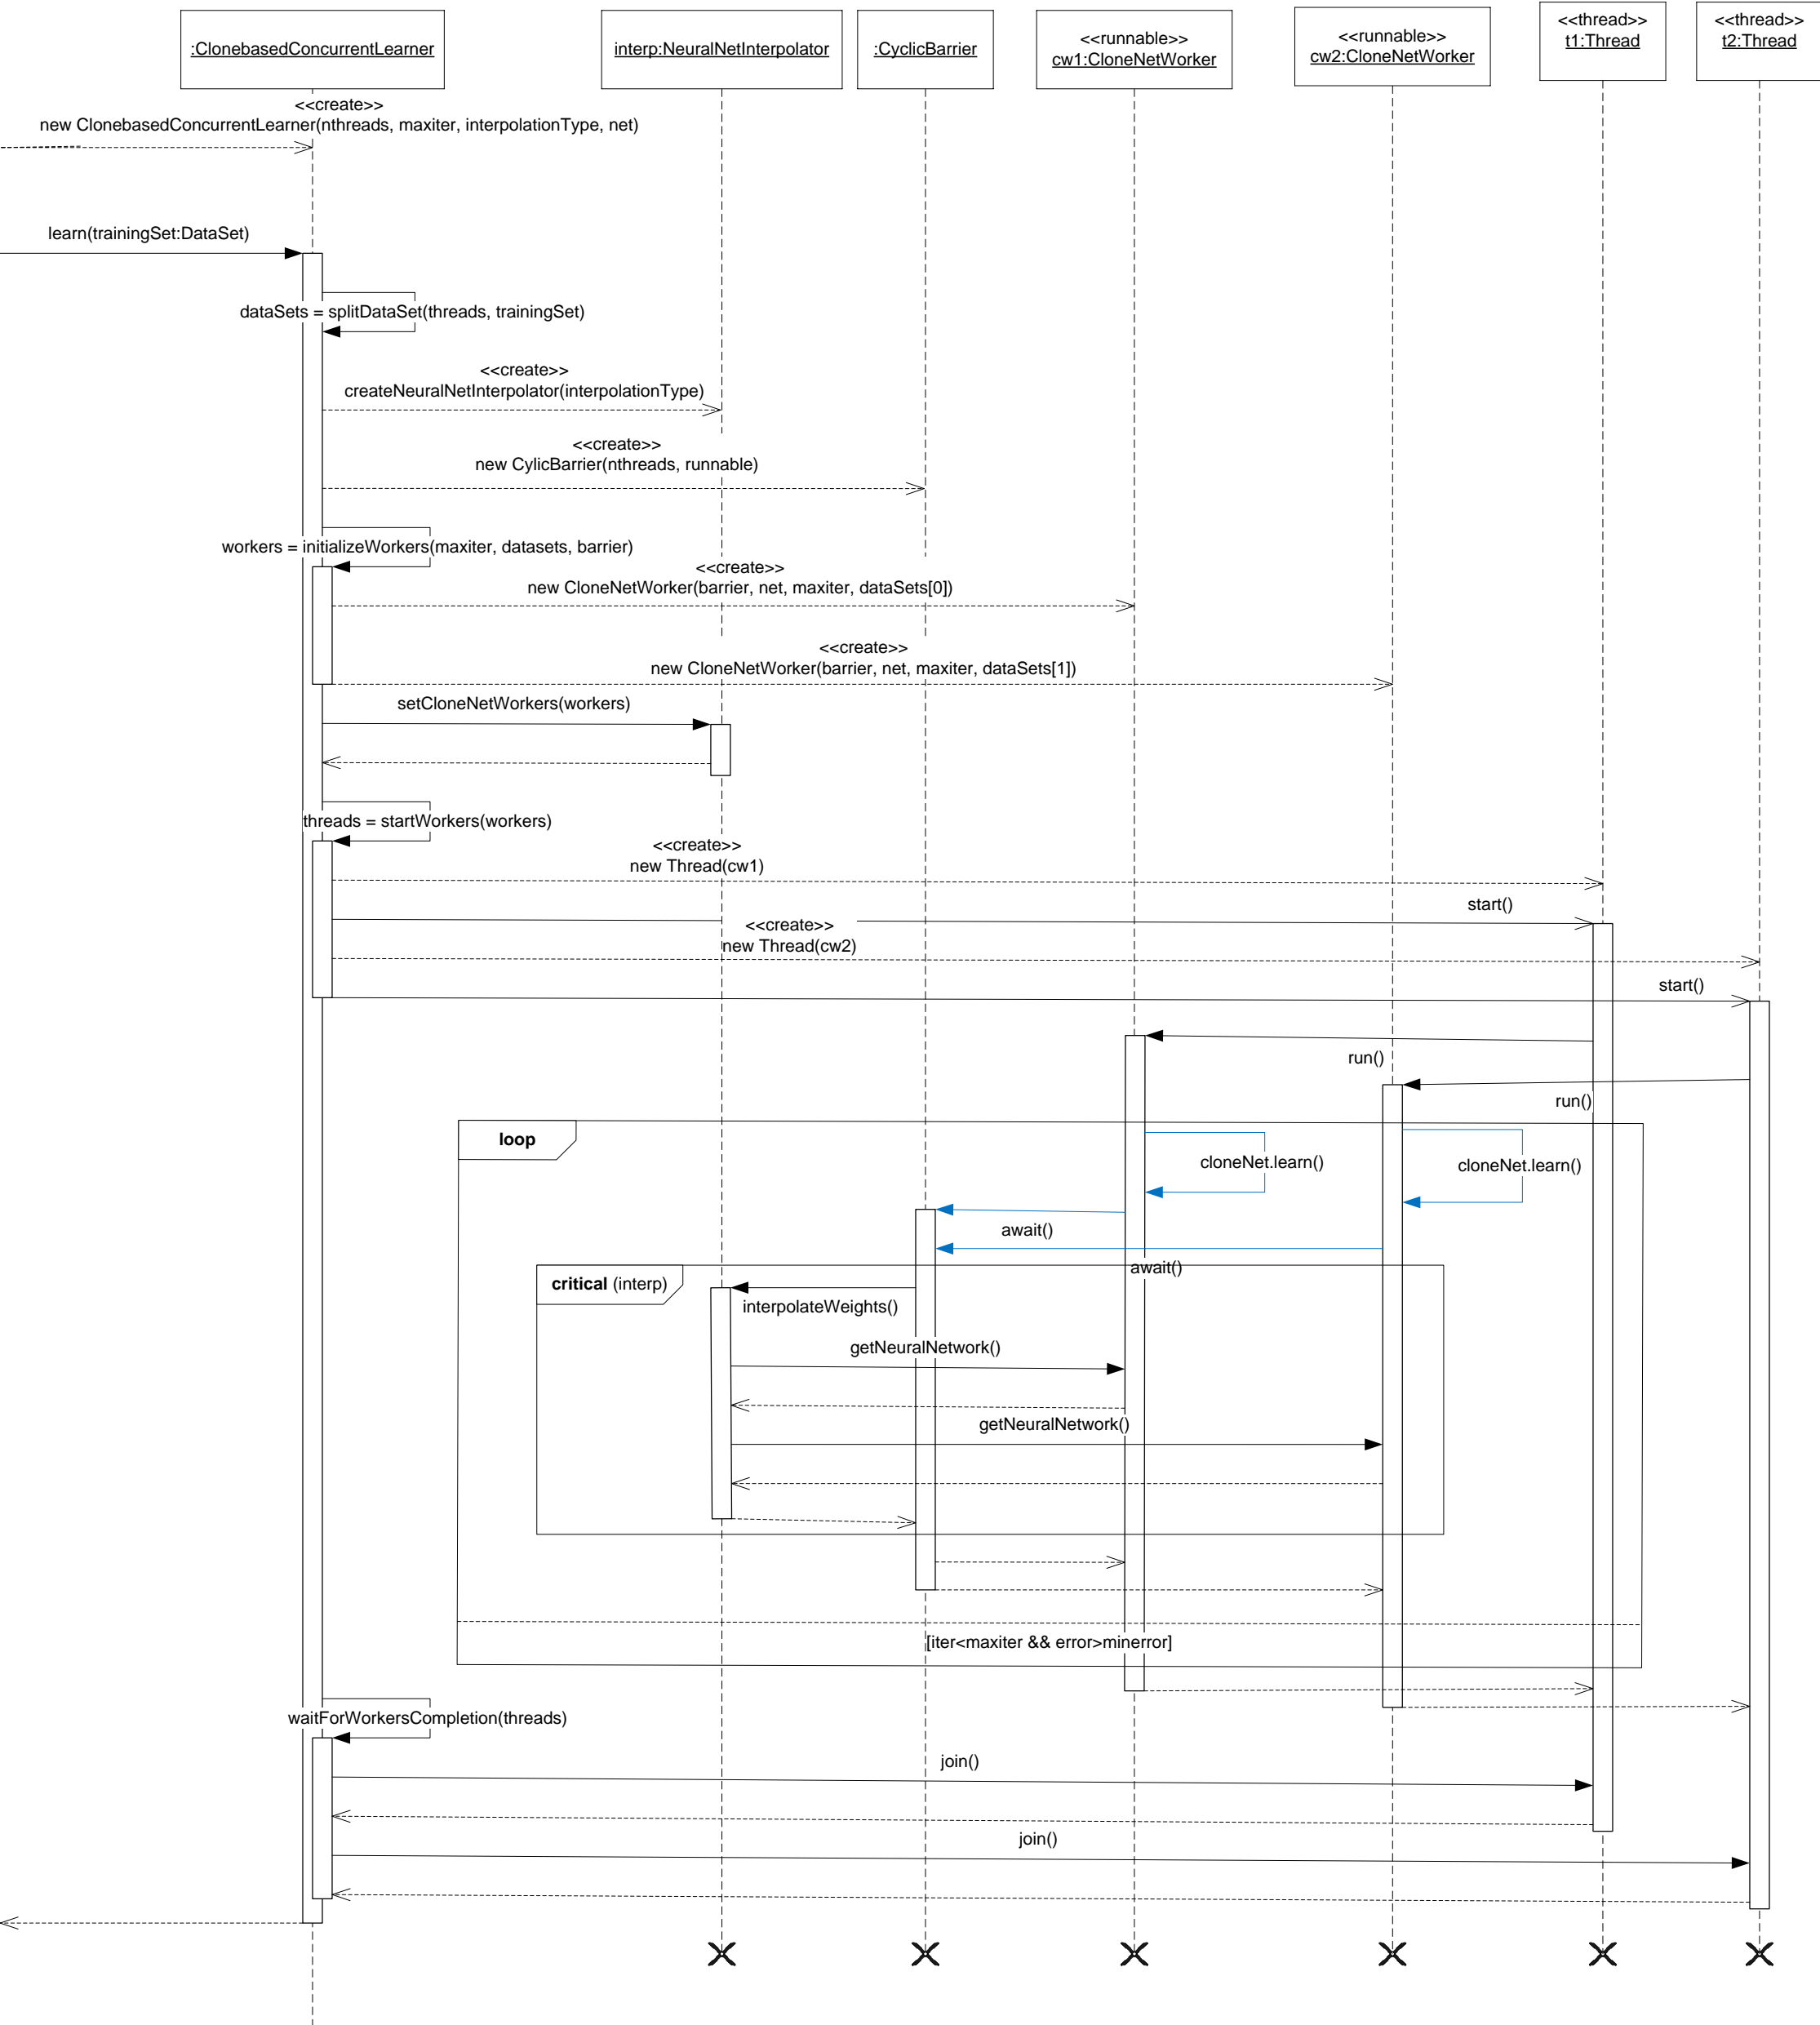 :ClonebasedConcurrentLearner
interp:NeuralNetInterpolator
:CyclicBarrier
<<runnable>>
cw1:CloneNetWorker
<<runnable>>
cw2:CloneNetWorker
<<thread>>
t1:Thread
<<thread>>
t2:Thread
<<create>>
new ClonebasedConcurrentLearner(nthreads, maxiter, interpolationType, net)
learn(trainingSet:DataSet)
dataSets = splitDataSet(threads, trainingSet)
<<create>>
createNeuralNetInterpolator(interpolationType)
<<create>>
new CylicBarrier(nthreads, runnable)
workers = initializeWorkers(maxiter, datasets, barrier)
<<create>>
new CloneNetWorker(barrier, net, maxiter, dataSets[0])
<<create>>
new CloneNetWorker(barrier, net, maxiter, dataSets[1])
setCloneNetWorkers(workers)
threads = startWorkers(workers)
<<create>>
new Thread(cw1)
start()
<<create>>
new Thread(cw2)
start()
run()
run()
loop
cloneNet.learn()
cloneNet.learn()
await()
await()
critical (interp)
interpolateWeights()
getNeuralNetwork()
getNeuralNetwork()
[iter<maxiter && error>minerror]
waitForWorkersCompletion(threads)
join()
join()